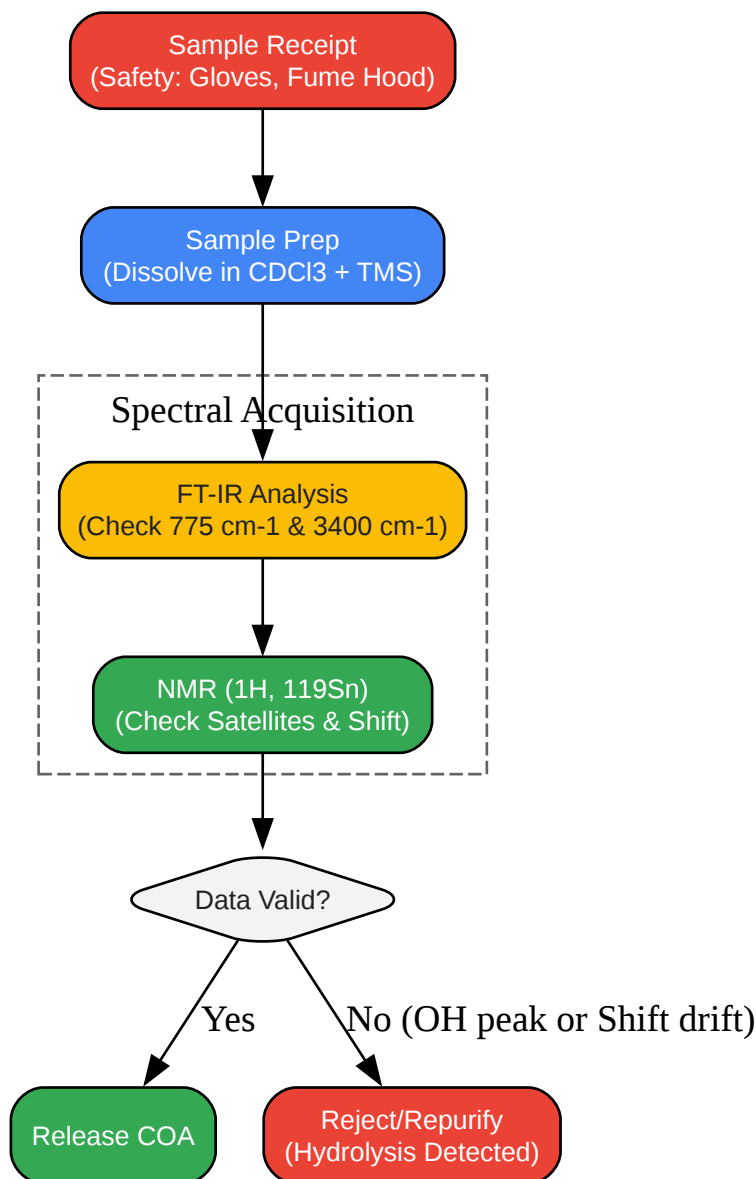 Sample Receipt
(Safety: Gloves, Fume Hood)
Sample Prep
(Dissolve in CDCl3 + TMS)
Spectral Acquisition
FT-IR Analysis
(Check 775 cm-1 & 3400 cm-1)
NMR (1H, 119Sn)
(Check Satellites & Shift)
Data Valid?
Yes
No (OH peak or Shift drift)
Release COA
Reject/Repurify
(Hydrolysis Detected)